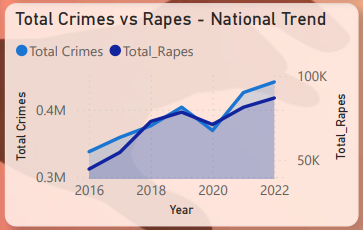 Total Crimes vs Rapes - National Trend
Total Crimes Total_Rapes
100K
0.4M
50K
0.3M
Total Crimes
Total_Rapes
2016 2018 2020 2022
Year